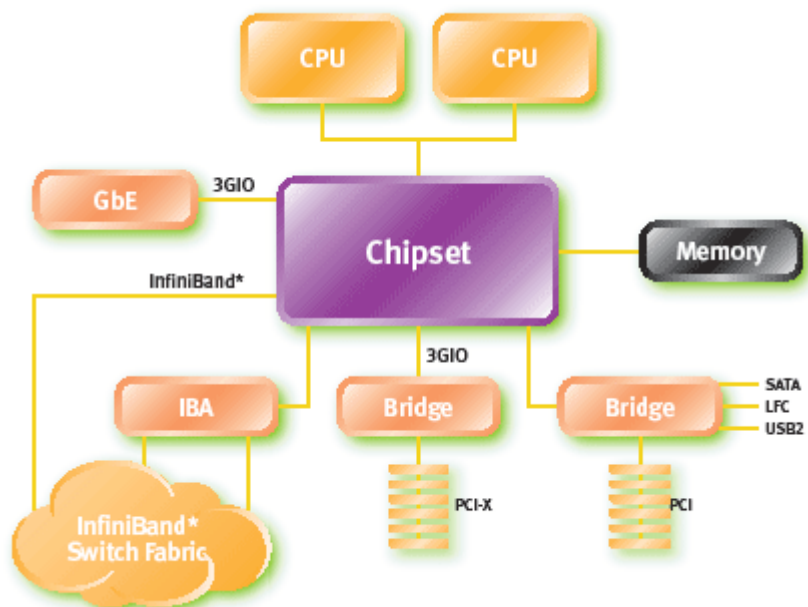 CPU
CPU
3GIO
GbE
Chipset
Memory
InfiniBand*
3GIO
IBA
Bridge
Bridge
SATA
LFC
USB2
PCI-X
PCI
InfiniBand*
Switch Fabric